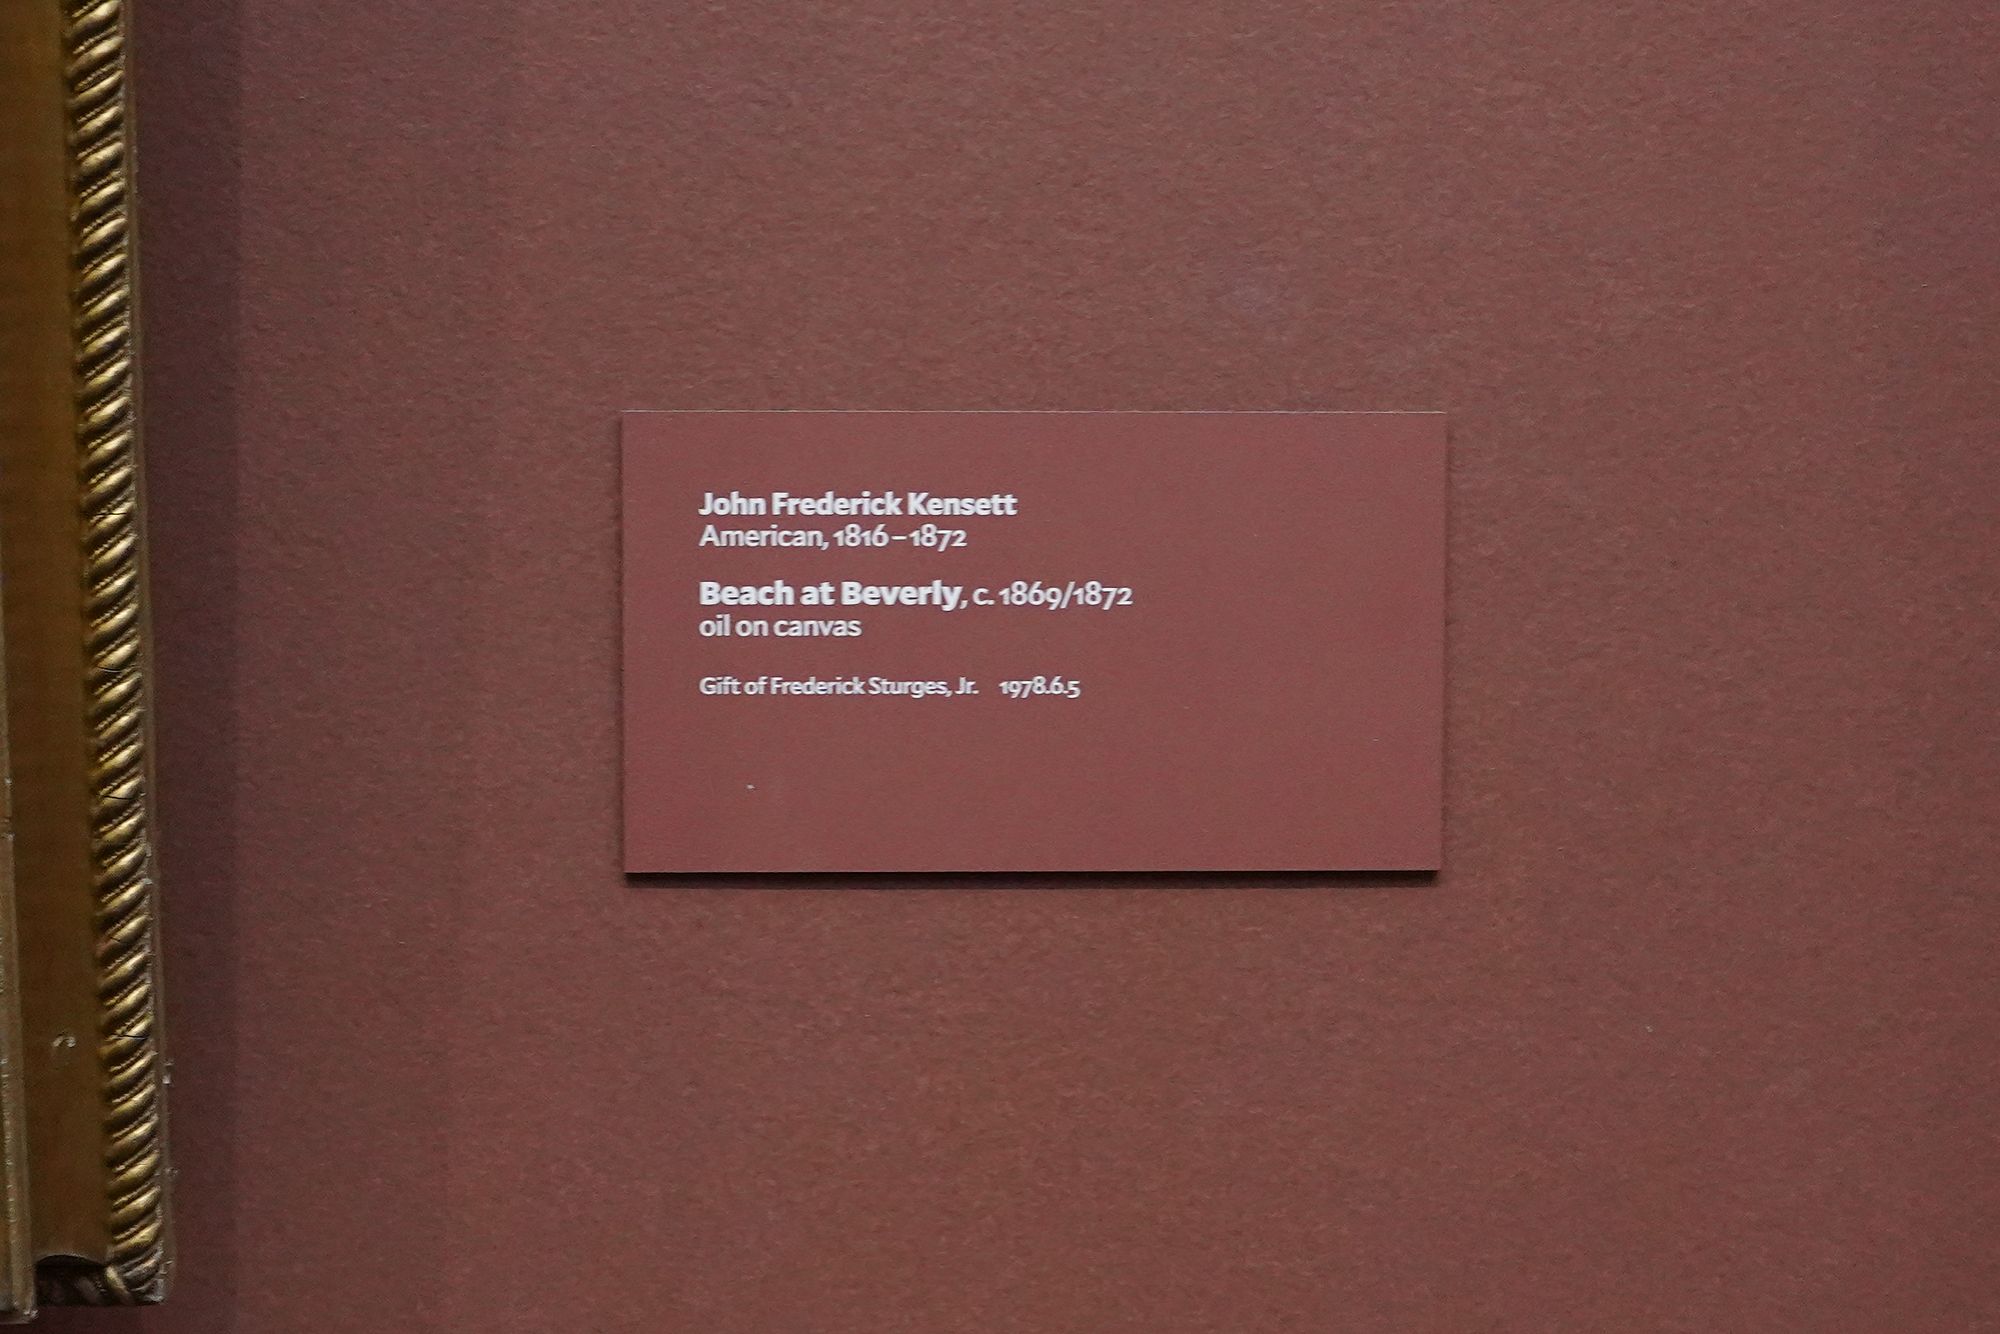 John Frederick Kensett
American, 1816–1872
Beach at Beverly, c. 1869/1872
oil on canvas
Gift of Frederick Sturges, Jr. 1978.6.5